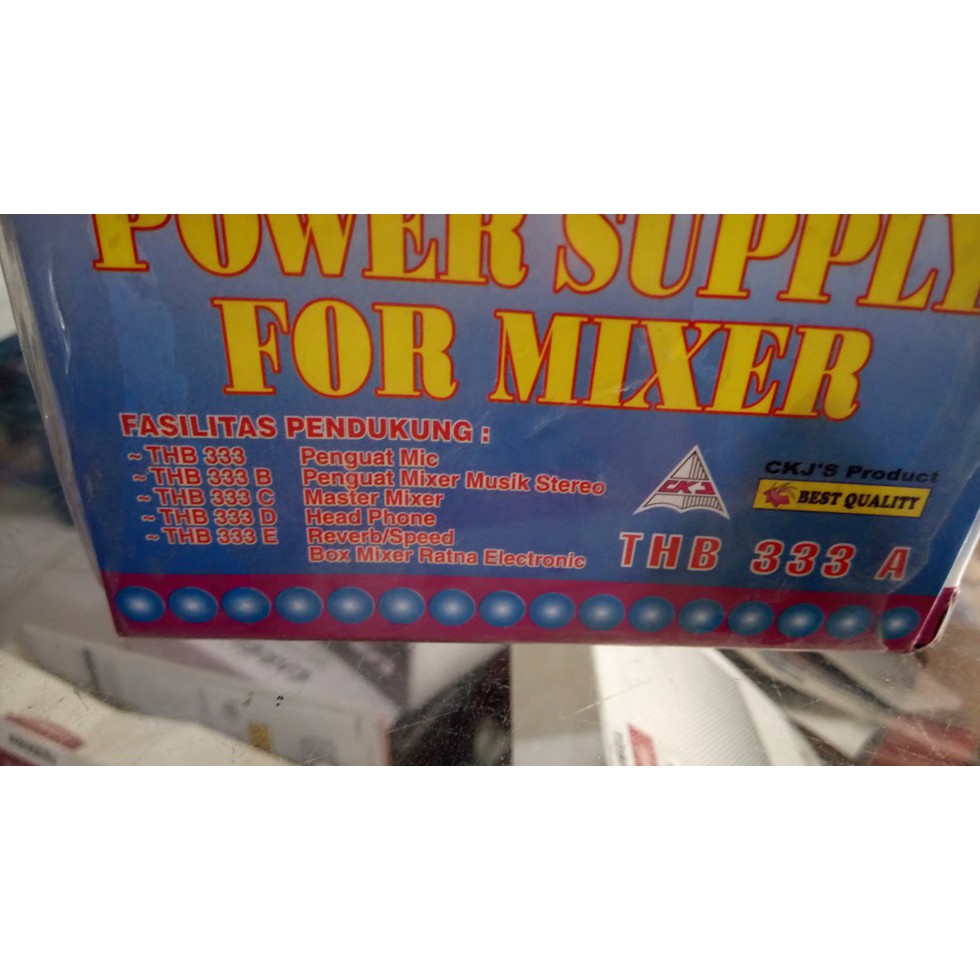 POWER SUPPLY
FOR MIXER
FASILITAS PENDUKUNG :
~ THB 333 Penguat Mic
~ THB 333 B Penguat Mixer Musik Stereo
~ THB 333 C Master Mixer
~ THB 333 D Head Phone
~ THB 333 E Reverb/Speed
Box Mixer Ratna Electronic
CKJ
CKJ'S Product
BEST QUALITY
THB 333 A